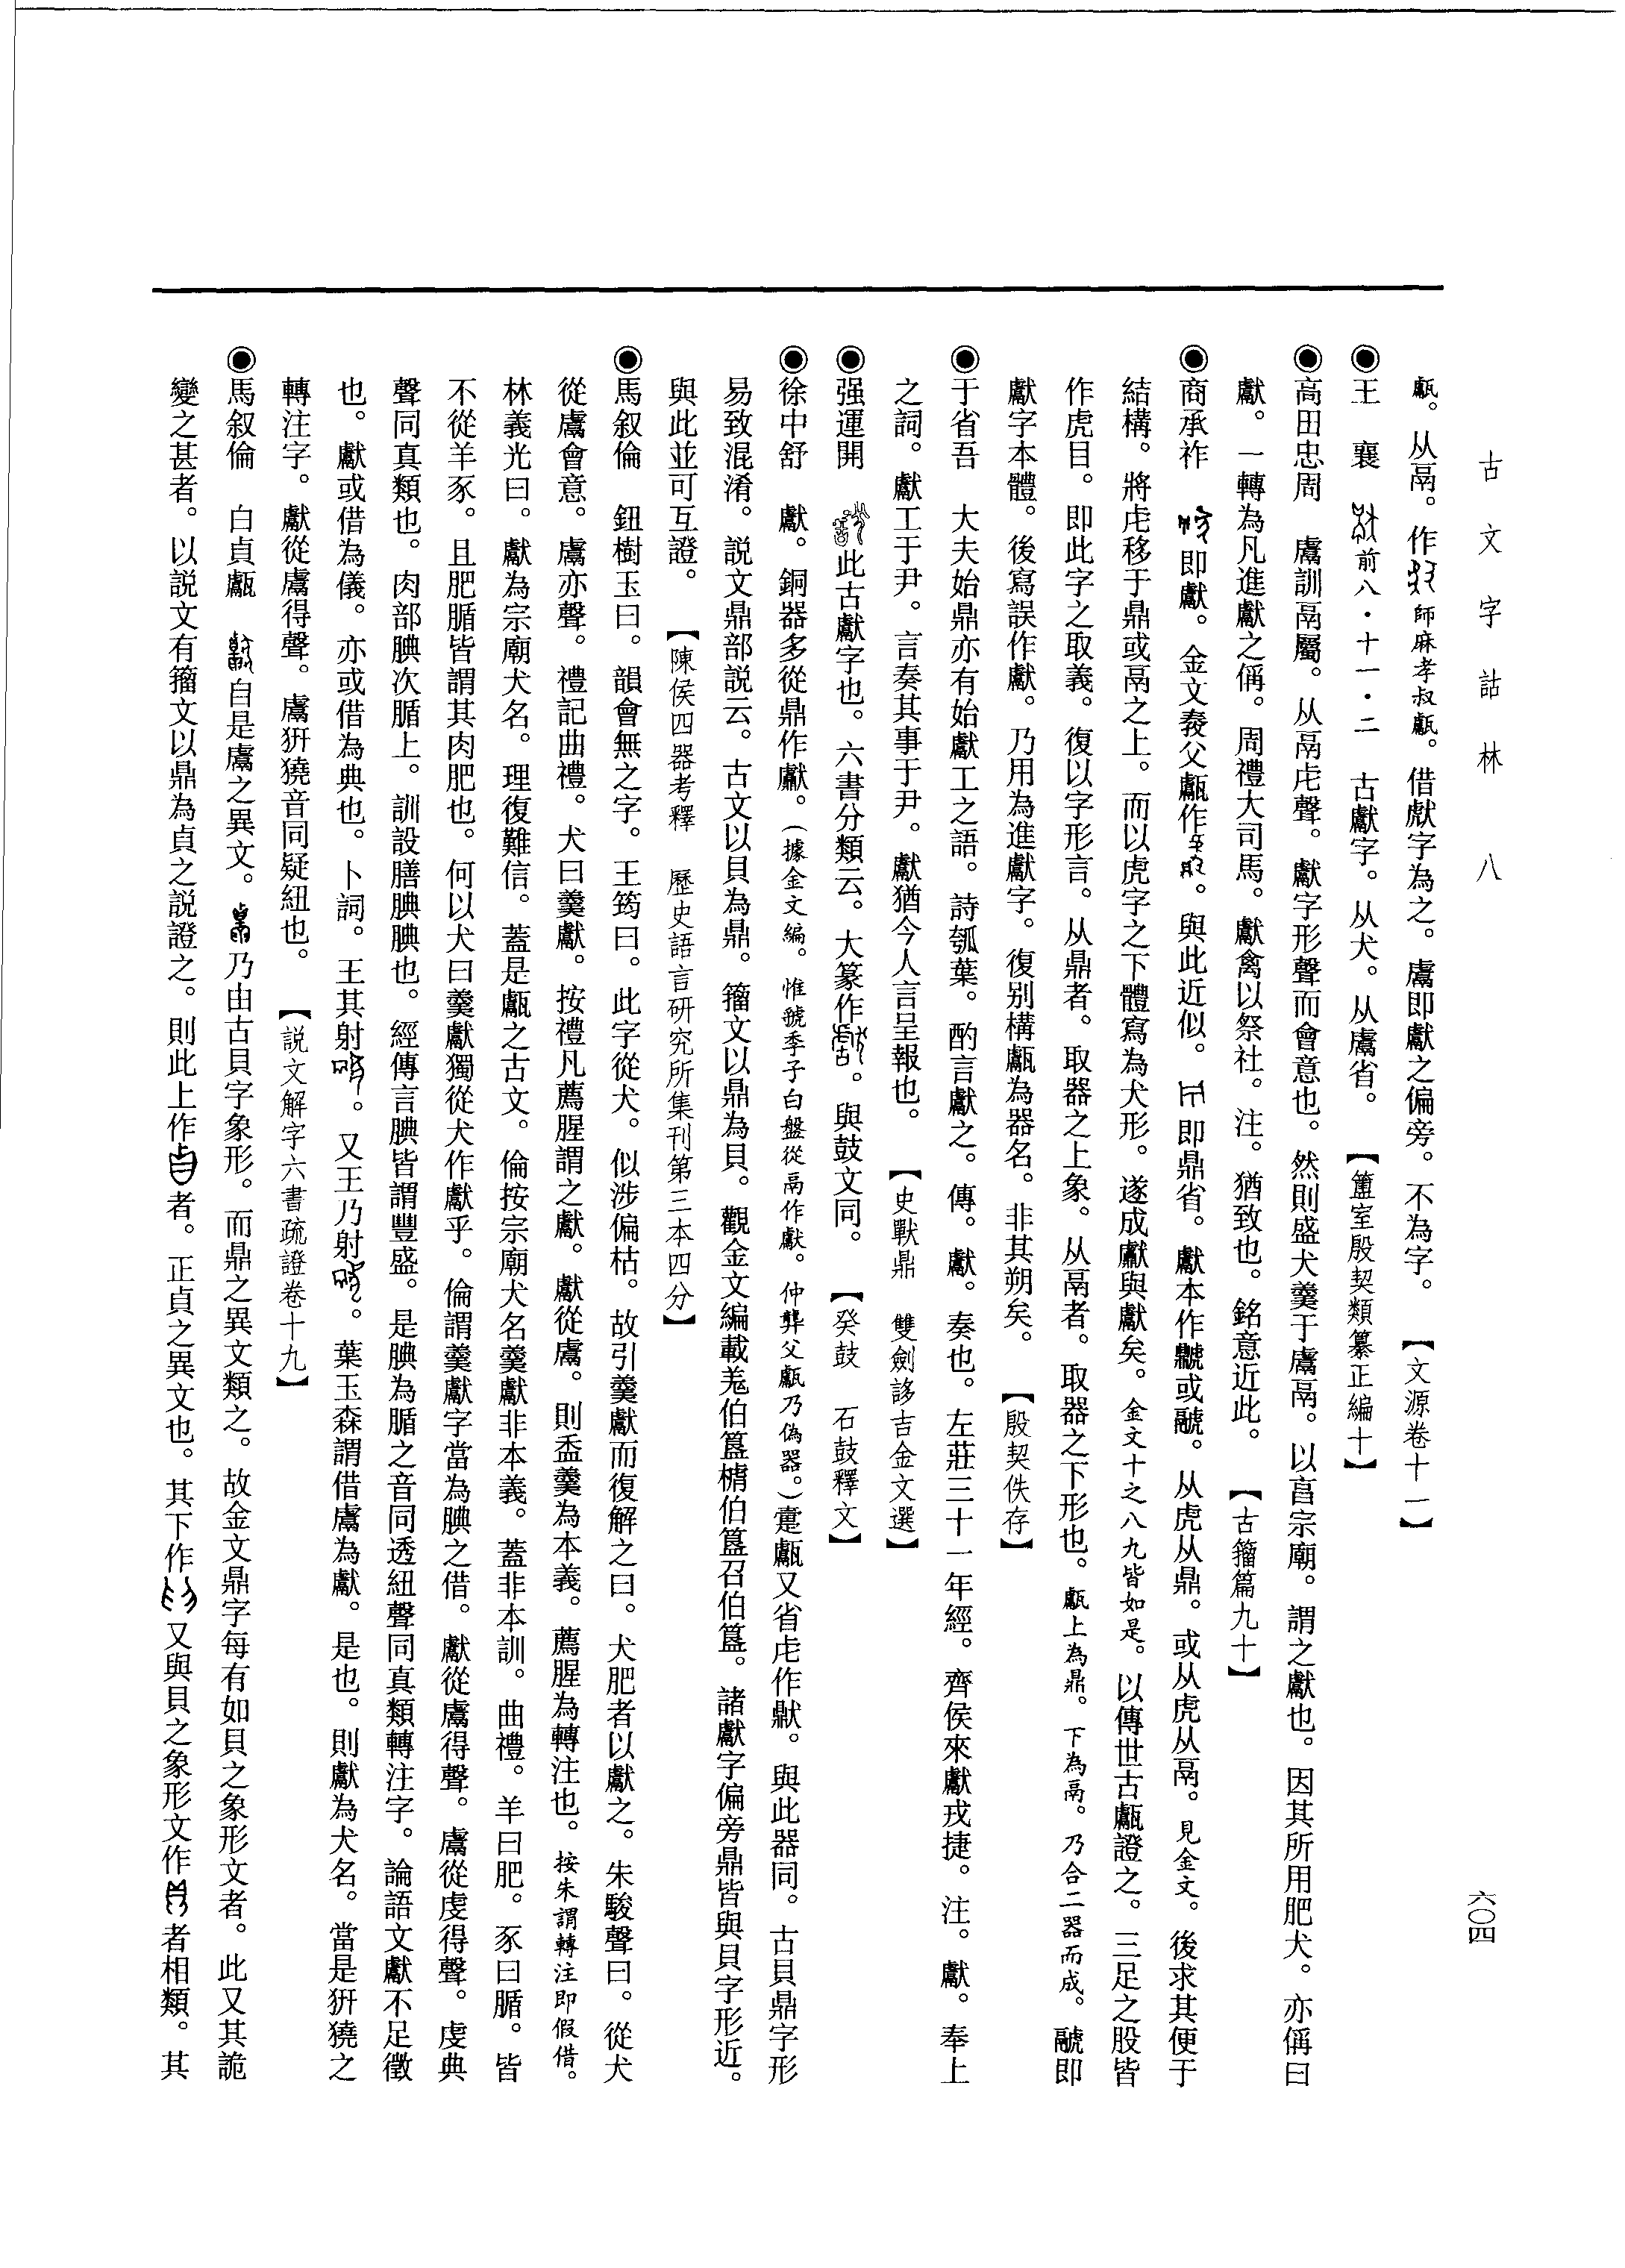 古文字詁林　八
六〇四
甗。从鬲。作師麻孝叔甗。借獻字為之。鬳即獻之偏旁。不為字。【文源卷十一】
◉王　襄　前八・十一・二　古獻字。从犬。从鬳省。【簠室殷契類纂正編十】
◉高田忠周　鬳訓鬲屬。从鬲虍聲。獻字形聲而會意也。然則盛犬羹于鬳鬲。以亯宗廟。謂之獻也。因其所用肥犬。亦偁曰
獻。一轉為凡進獻之偁。周禮大司馬。獻禽以祭社。注。猶致也。銘意近此。【古籀篇九十】
◉商承祚　即獻。金文父甗作。與此近似。即鼎省。獻本作或䖑。从虎从鼎。或从虎从鬲。見金文。後求其便于
結構。將虍移于鼎或鬲之上。而以虎字之下體寫為犬形。遂成與獻矣。金文十之八九皆如是。以傳世古甗證之。三足之股皆
作虎目。即此字之取義。復以字形言。从鼎者。取器之上象。从鬲者。取器之下形也。甗上為鼎。下為鬲。乃合二器而成。䖑即
獻字本體。後寫誤作獻。乃用為進獻字。復别構甗為器名。非其朔矣。【殷契佚存】
◉于省吾　大夫始鼎亦有始獻工之語。詩瓠葉。酌言獻之。傳。獻。奏也。左莊三十一年經。齊侯來獻戎捷。注。獻。奉上
之詞。獻工于尹。言奏其事于尹。獻猶今人言呈報也。【史獸鼎　雙劍誃吉金文選】
◉强運開　此古獻字也。六書分類云。大篆作。與鼓文同。【癸鼓　石鼓釋文】
◉徐中舒　獻。銅器多從鼎作。（據金文編。惟虢季子白盤從鬲作獻。仲父甗乃偽器。）甗又省虍作。與此器同。古貝鼎字形
易致混淆。説文鼎部説云。古文以貝為鼎。籀文以鼎為貝。觀金文編載羌伯簋伯簋召伯簋。諸獻字偏旁鼎皆與貝字形近。
與此並可互證。【陳侯四器考釋　歷史語言研究所集刊第三本四分】
◉馬叙倫　鈕樹玉曰。韻會無之字。王筠曰。此字從犬。似涉偏枯。故引羹獻而復解之曰。犬肥者以獻之。朱駿聲曰。從犬
從鬳會意。鬳亦聲。禮記曲禮。犬曰羹獻。按禮凡薦腥謂之獻。獻從鬳。則盉羹為本義。薦腥為轉注也。按朱謂轉注即假借。
林義光曰。獻為宗廟犬名。理復難信。蓋是甗之古文。倫按宗廟犬名羹獻非本義。蓋非本訓。曲禮。羊曰肥。豕曰腯。皆
不從羊豕。且肥腯皆謂其肉肥也。何以犬曰羹獻獨從犬作獻乎。倫謂羹獻字當為腆之借。獻從鬳得聲。鬳從虔得聲。虔典
聲同真類也。肉部腆次腯上。訓設膳腆腆也。經傳言腆皆謂豐盛。是腆為腯之音同透紐聲同真類轉注字。論語文獻不足徵
也。獻或借為儀。亦或借為典也。卜詞。王其射。又王乃射。葉玉森謂借鬳為獻。是也。則獻為犬名。當是猈獟之
轉注字。獻從鬳得聲。鬳猈獟音同疑紐也。【説文解字六書疏證卷十九】
◉馬叙倫　白貞甗　自是鬳之異文。乃由古貝字象形。而鼎之異文類之。故金文鼎字每有如貝之象形文者。此又其詭
變之甚者。以説文有籀文以鼎為貞之説證之。則此上作者。正貞之異文也。其下作又與貝之象形文作者相類。其